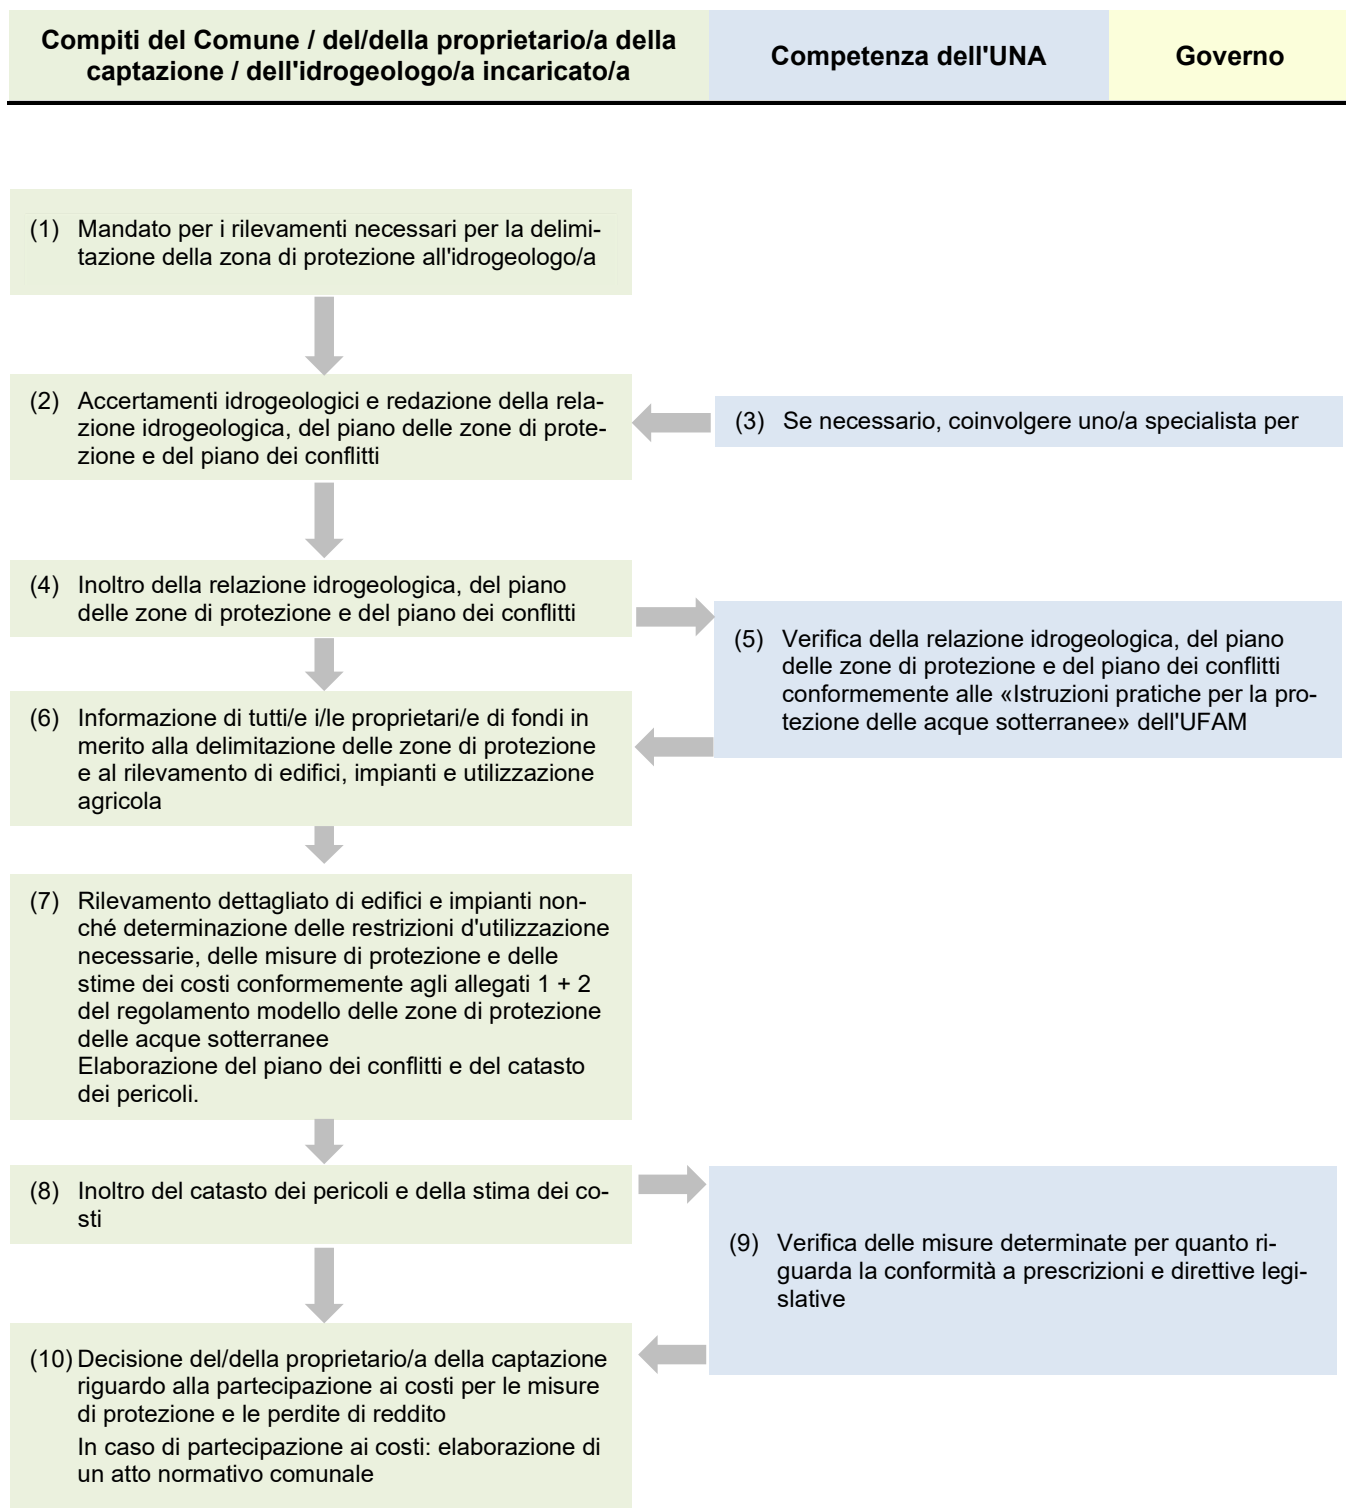 Compiti del Comune / del/della proprietario/a della
captazione / dell'idrogeologo/a incaricato/a
Competenza dell'UNA
Governo
(1) Mandato per i rilevamenti necessari per la delimi-
tazione della zona di protezione all'idrogeologo/a
(2) Accertamenti idrogeologici e redazione della rela-
zione idrogeologica, del piano delle zone di prote-
zione e del piano dei conflitti
(3) Se necessario, coinvolgere uno/a specialista per
(4) Inoltro della relazione idrogeologica, del piano
delle zone di protezione e del piano dei conflitti
(5) Verifica della relazione idrogeologica, del piano
delle zone di protezione e del piano dei conflitti
conformemente alle «Istruzioni pratiche per la pro-
tezione delle acque sotterranee» dell'UFAM
(6) Informazione di tutti/e i/le proprietari/e di fondi in
merito alla delimitazione delle zone di protezione
e al rilevamento di edifici, impianti e utilizzazione
agricola
(7) Rilevamento dettagliato di edifici e impianti non-
ché determinazione delle restrizioni d'utilizzazione
necessarie, delle misure di protezione e delle
stime dei costi conformemente agli allegati 1 + 2
del regolamento modello delle zone di protezione
delle acque sotterranee
Elaborazione del piano dei conflitti e del catasto
dei pericoli.
(8) Inoltro del catasto dei pericoli e della stima dei co-
sti
(9) Verifica delle misure determinate per quanto ri-
guarda la conformità a prescrizioni e direttive legi-
slative
(10) Decisione del/della proprietario/a della captazione
riguardo alla partecipazione ai costi per le misure
di protezione e le perdite di reddito
In caso di partecipazione ai costi: elaborazione di
un atto normativo comunale